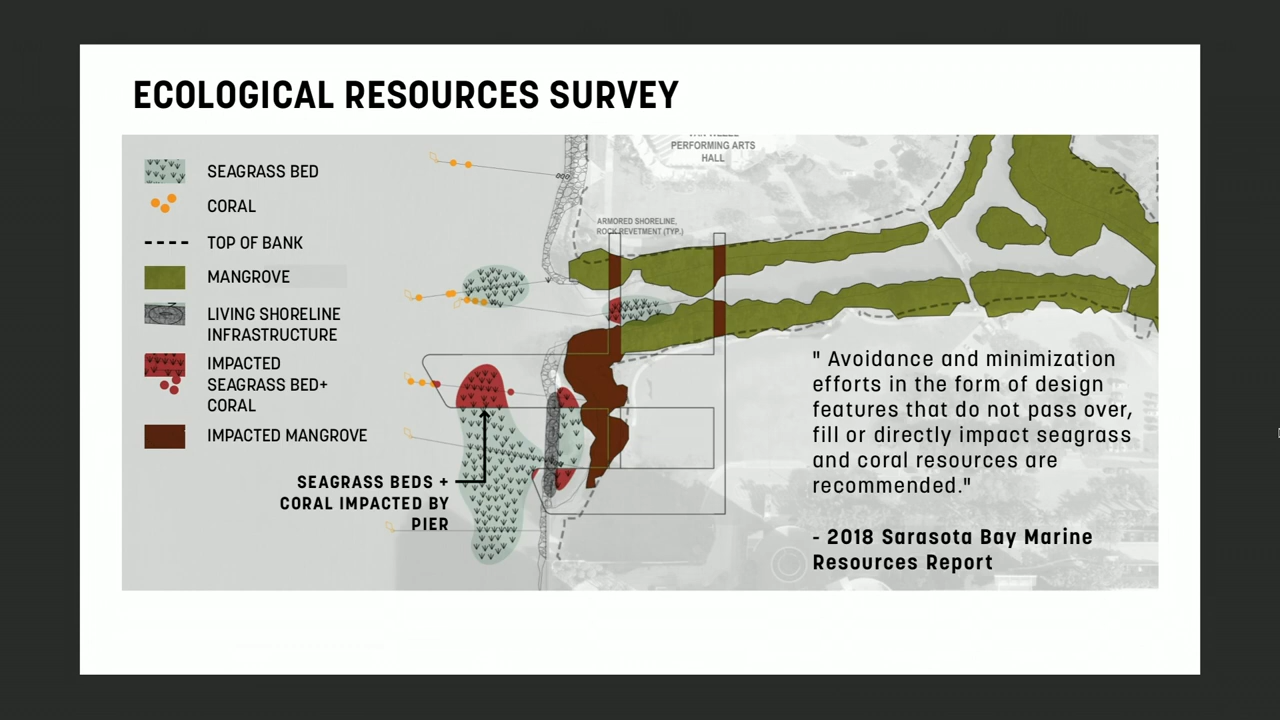 ECOLOGICAL RESOURCES SURVEY
SEAGRASS BED
CORAL
TOP OF BANK
MANGROVE
LIVING SHORELINE
INFRASTRUCTURE
IMPACTED
SEAGRASS BED+
CORAL
IMPACTED MANGROVE
PERFORMING ARTS
HALL
ARMORED SHORELINE,
ROCK REVETMENT (TYP.)
SEAGRASS BEDS +
CORAL IMPACTED BY
PIER
" Avoidance and minimization
efforts in the form of design
features that do not pass over,
fill or directly impact seagrass
and coral resources are
recommended."
- 2018 Sarasota Bay Marine
Resources Report